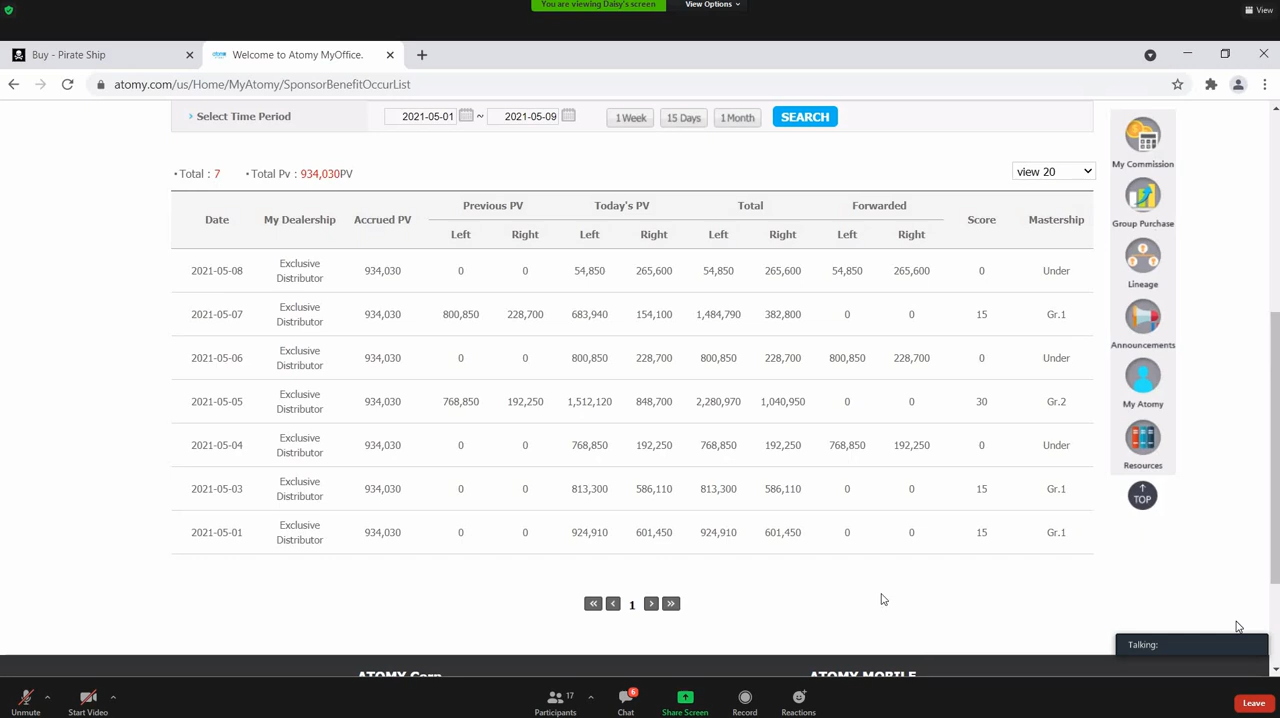 You are viewing Daisy's screen View Options
View
Buy - Pirate Ship
Welcome to Atomy MyOffice.
atomy.com/us/Home/MyAtomy/SponsorBenefitOccurList
Select Time Period 2021-05-01 ~ 2021-05-09 1 Week 15 Days 1 Month SEARCH
Total : 7 Total Pv : 934,030PV view 20
Date My Dealership Accrued PV Previous PV Today's PV Total Forwarded Score Mastership
Left Right Left Right Left Right Left Right
2021-05-08 Exclusive Distributor 934,030 0 0 54,850 265,600 54,850 265,600 54,850 265,600 0 Under
2021-05-07 Exclusive Distributor 934,030 800,850 228,700 683,940 154,100 1,484,790 382,800 0 0 15 Gr.1
2021-05-06 Exclusive Distributor 934,030 0 0 800,850 228,700 800,850 228,700 800,850 228,700 0 Under
2021-05-05 Exclusive Distributor 934,030 768,850 192,250 1,512,120 848,700 2,280,970 1,040,950 0 0 30 Gr.2
2021-05-04 Exclusive Distributor 934,030 0 0 768,850 192,250 768,850 192,250 768,850 192,250 0 Under
2021-05-03 Exclusive Distributor 934,030 0 0 813,300 586,110 813,300 586,110 0 0 15 Gr.1
2021-05-01 Exclusive Distributor 934,030 0 0 924,910 601,450 924,910 601,450 0 0 15 Gr.1
1
My Commission
Group Purchase
Lineage
Announcements
My Atomy
Resources
TOP
Talking:
ATOMY Corp ATOMY MOBILE
Unmute Start Video Participants 17 Chat 6 Share Screen Record Reactions Leave